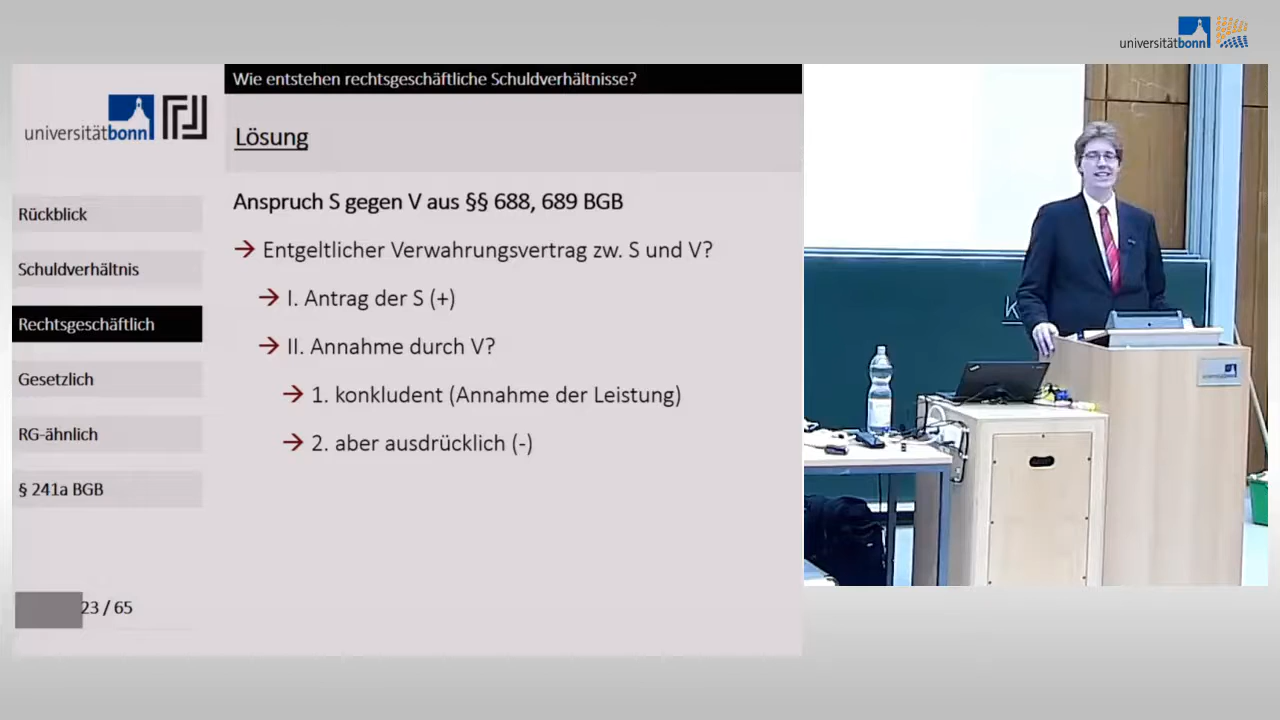 universitätbonn
Wie entstehen rechtsgeschäftliche Schuldverhältnisse?
universitätbonn
Lösung
Anspruch S gegen V aus §§ 688, 689 BGB
→ Entgeltlicher Verwahrungsvertrag zw. S und V?
→ I. Antrag der S (+)
→ II. Annahme durch V?
→ 1. konkludent (Annahme der Leistung)
→ 2. aber ausdrücklich (-)
Rückblick
Schuldverhältnis
Rechtsgeschäftlich
Gesetzlich
RG-ähnlich
§ 241a BGB
23 / 65
K